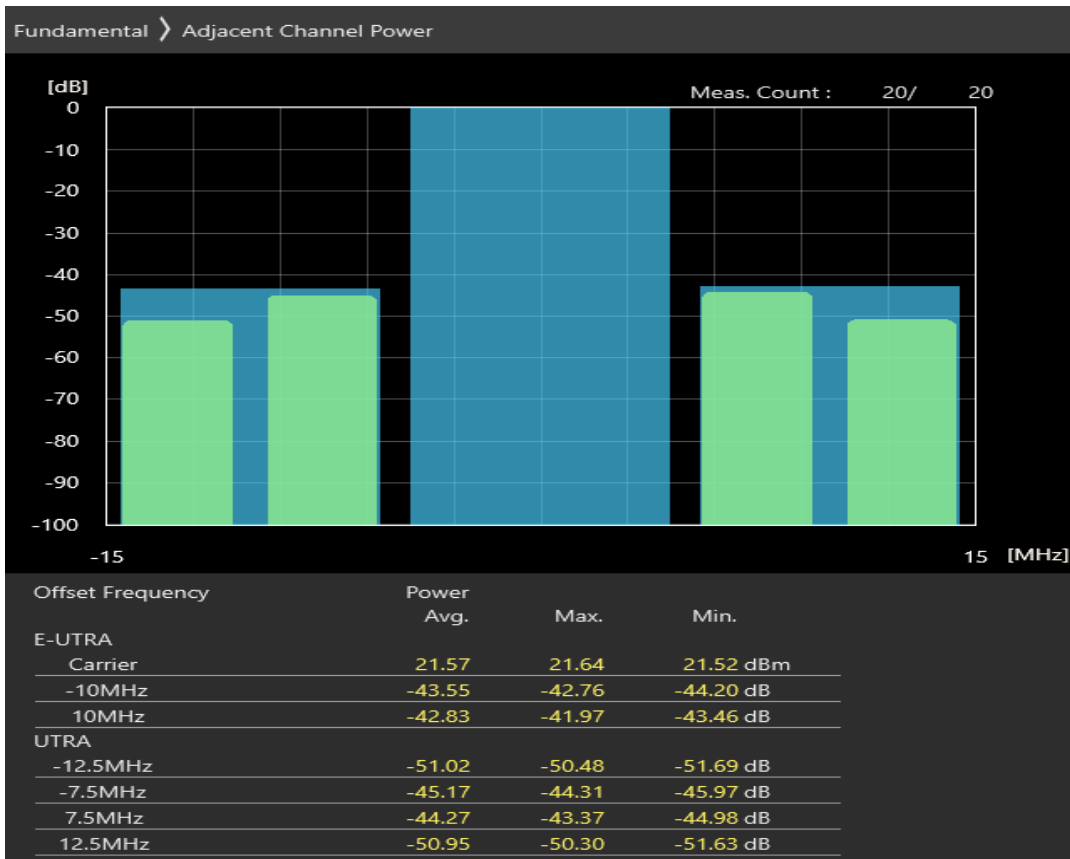 Fundamental 〉 Adjacent Channel Power
[dB]
Meas. Count : 20/ 20
0
-10
-20
-30
-40
-50
-60
-70
-80
-90
-100
-15 15 [MHz]
Offset Frequency Power
Avg. Max. Min.
E-UTRA
Carrier 21.57 21.64 21.52 dBm
-10MHz -43.55 -42.76 -44.20 dB
10MHz -42.83 -41.97 -43.46 dB
UTRA
-12.5MHz -51.02 -50.48 -51.69 dB
-7.5MHz -45.17 -44.31 -45.97 dB
7.5MHz -44.27 -43.37 -44.98 dB
12.5MHz -50.95 -50.30 -51.63 dB